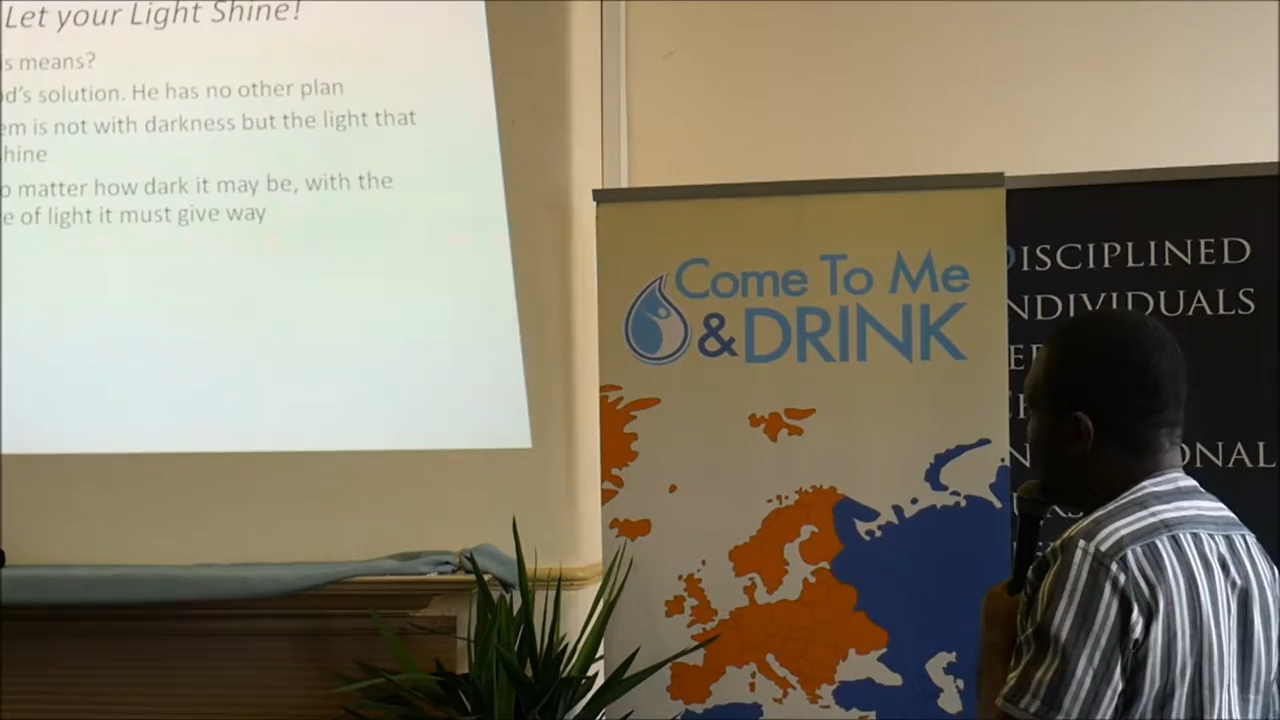 Let your Light Shine!
s means?
d's solution. He has no other plan
em is not with darkness but the light that
hine
o matter how dark it may be, with the
e of light it must give way
Come To Me
& DRINK
DISCIPLINED
NDIVIDUALS
ONAL